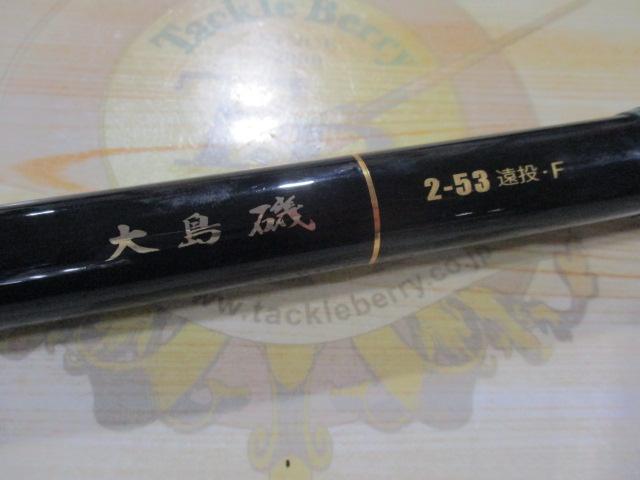 Tackle Berry
大島磯
2-53 遠投・F
www.tackleberry.co.jp